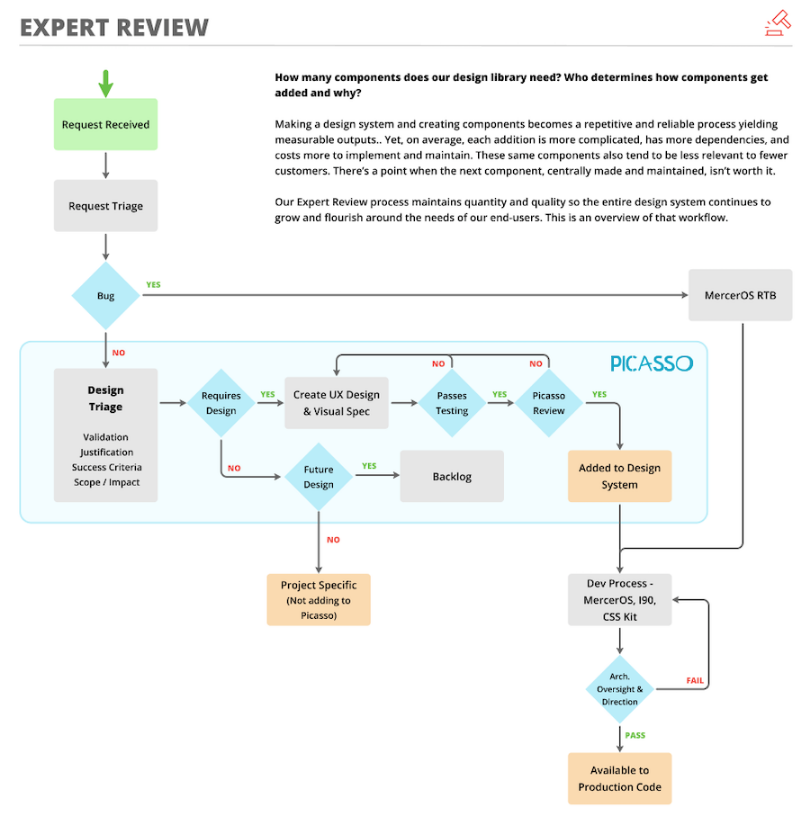 EXPERT REVIEW
How many components does our design library need? Who determines how components get
added and why?
Making a design system and creating components becomes a repetitive and reliable process yielding
measurable outputs.. Yet, on average, each addition is more complicated, has more dependencies, and
costs more to implement and maintain. These same components also tend to be less relevant to fewer
customers. There's a point when the next component, centrally made and maintained, isn't worth it.
Our Expert Review process maintains quantity and quality so the entire design system continues to
grow and flourish around the needs of our end-users. This is an overview of that workflow.
Request Received
Request Triage
Bug
YES
MercerOS RTB
NO
PICASSO
Design
Triage
Validation
Justification
Success Criteria
Scope / Impact
Requires
Design
YES
Create UX Design
& Visual Spec
NO
Passes
Testing
YES
NO
Picasso
Review
YES
NO
Future
Design
YES
Backlog
Added to Design
System
NO
Project Specific
(Not adding to
Picasso)
Dev Process -
MercerOS, I90,
CSS Kit
Arch.
Oversight &
Direction
FAIL
PASS
Available to
Production Code